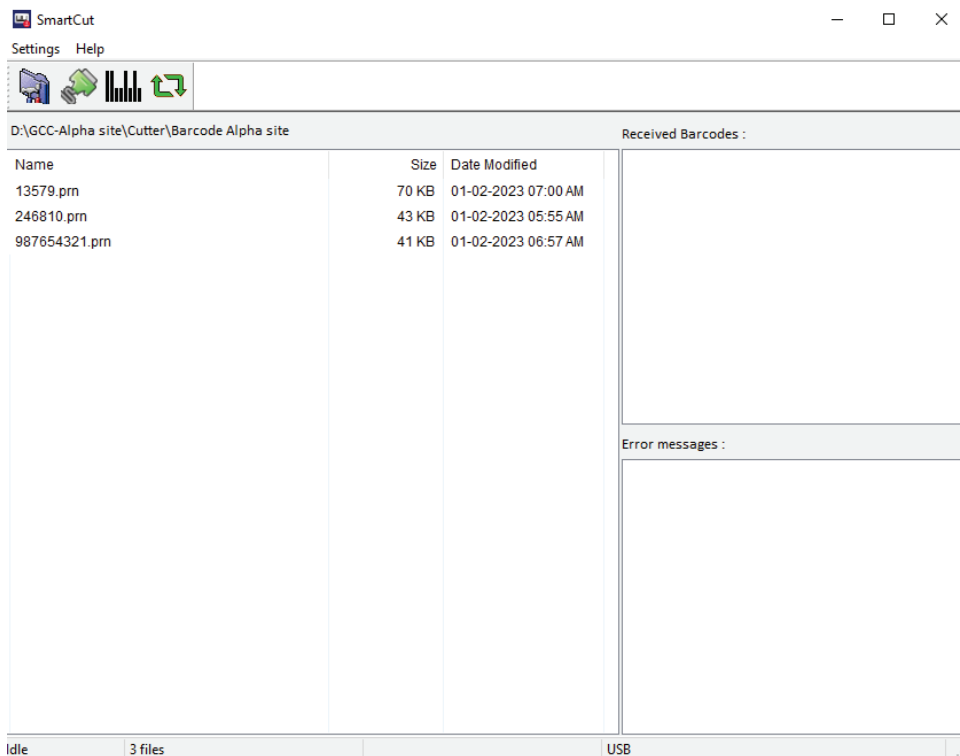 SmartCut
Settings Help
D:\GCC-Alpha site\Cutter\Barcode Alpha site
Received Barcodes :
Name Size Date Modified
13579.prn 70 KB 01-02-2023 07:00 AM
246810.prn 43 KB 01-02-2023 05:55 AM
987654321.prn 41 KB 01-02-2023 06:57 AM
Error messages :
Idle 3 files USB